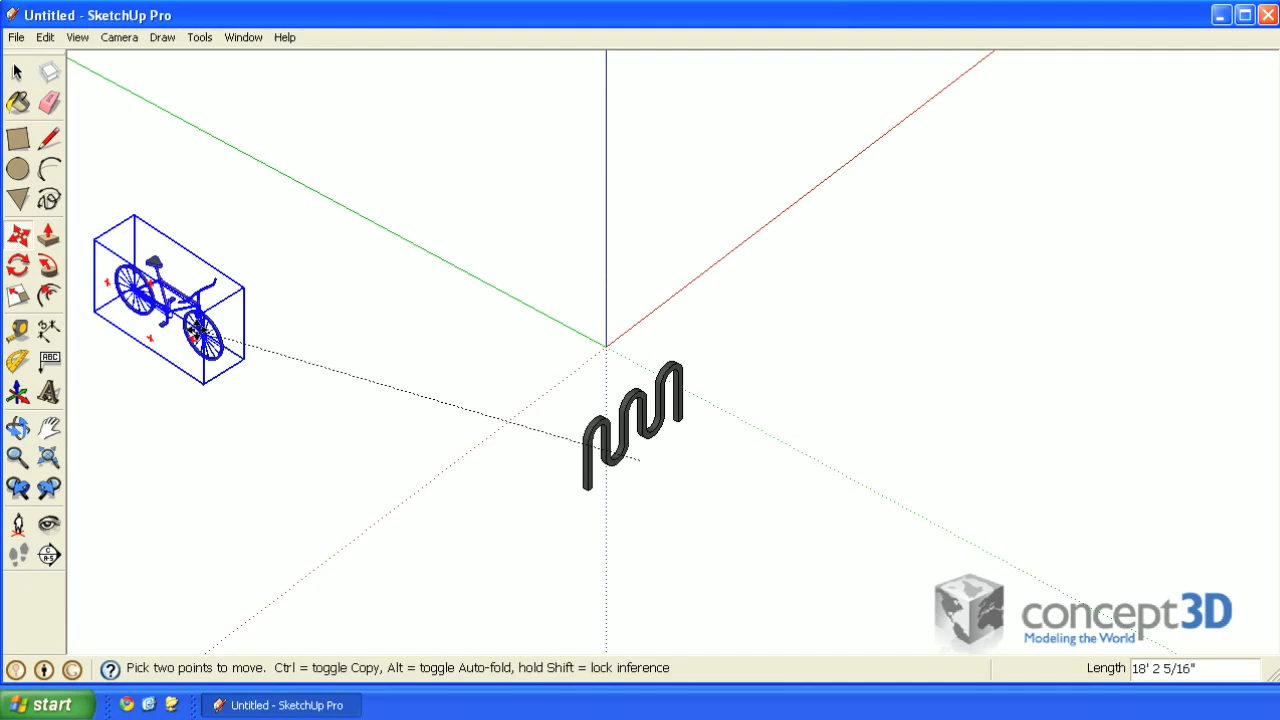 Untitled - SketchUp Pro
File Edit View Camera Draw Tools Window Help
ABC
A
C
A-5
concept3D
Modeling the World
Pick two points to move. Ctrl = toggle Copy, Alt = toggle Auto-fold, hold Shift = lock inference
Length 18' 2 5/16"
start
Untitled - SketchUp Pro